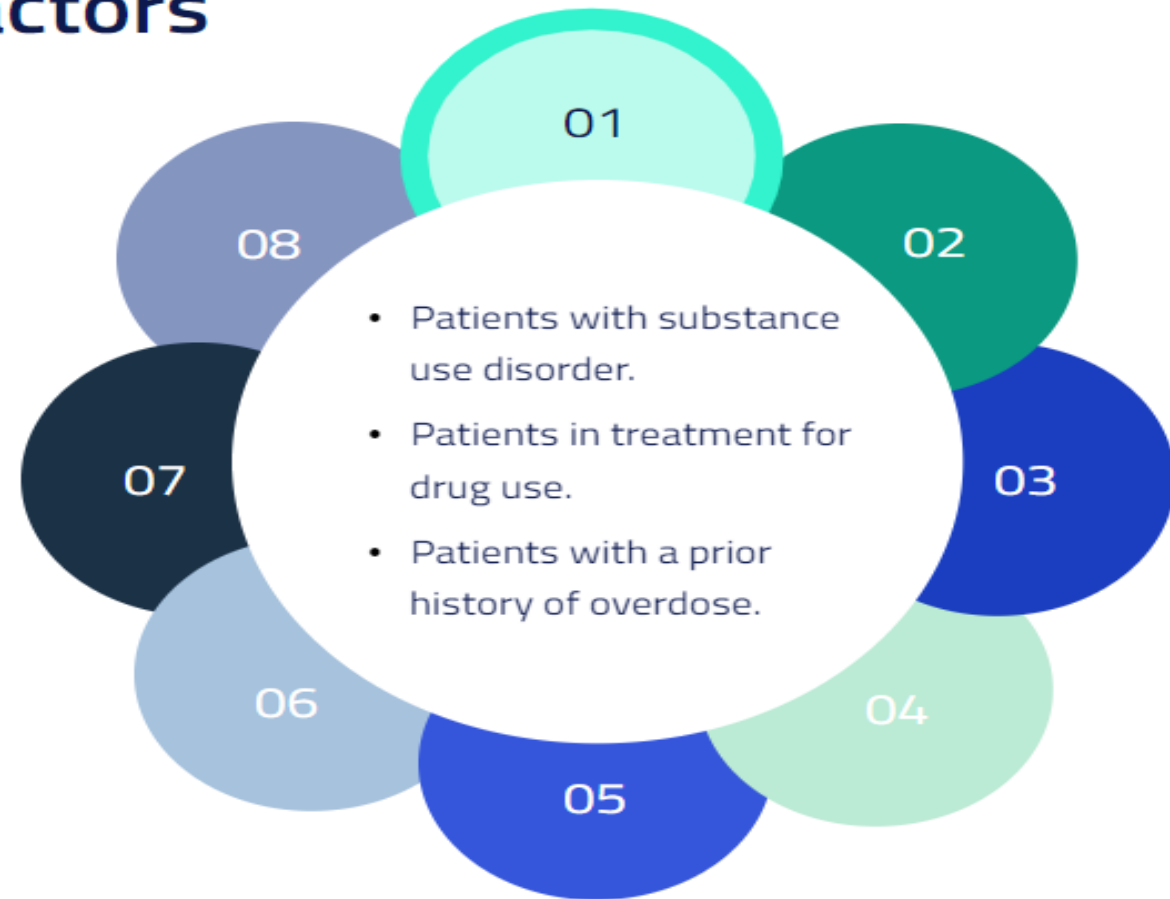 ctors
01
08
02
• Patients with substance
use disorder.
• Patients in treatment for
drug use.
• Patients with a prior
history of overdose.
07
03
06
04
05